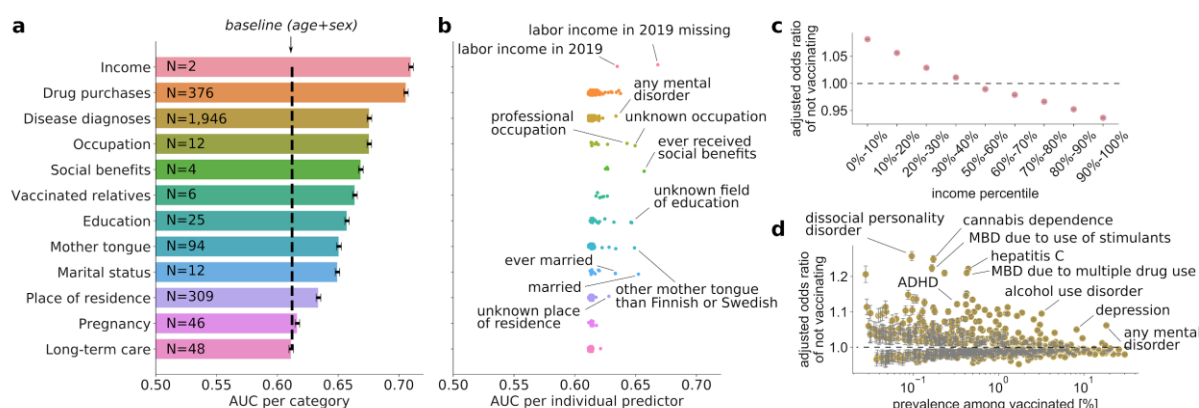 a
baseline (age+sex)
Income
N=2
Drug purchases
N=376
Disease diagnoses
N=1,946
Occupation
N=12
Social benefits
N=4
Vaccinated relatives
N=6
Education
N=25
Mother tongue
N=94
Marital status
N=12
Place of residence
N=309
Pregnancy
N=46
Long-term care
N=48
0.50
0.55
0.60
0.65
0.70
AUC per category
b
labor income in 2019 missing
labor income in 2019
any mental
disorder
professional
occupation
unknown occupation
ever received
social benefits
unknown field
of education
ever married
married
other mother tongue
than Finnish or Swedish
unknown place
of residence
0.50
0.55
0.60
0.65
0.70
AUC per individual predictor
c
adjusted odds ratio
of not vaccinating
1.05
1.00
0.95
0%-10%
10%-20%
20%-30%
30%-40%
50%-60%
60%-70%
70%-80%
80%-90%
90%-100%
income percentile
d
adjusted odds ratio
of not vaccinating
1.2
1.1
1.0
dissocial personality
disorder
cannabis dependence
MBD due to use of stimulants
hepatitis C
MBD due to multiple drug use
ADHD
alcohol use disorder
depression
any mental
disorder
10⁻¹
10⁰
10¹
prevalence among vaccinated [%]